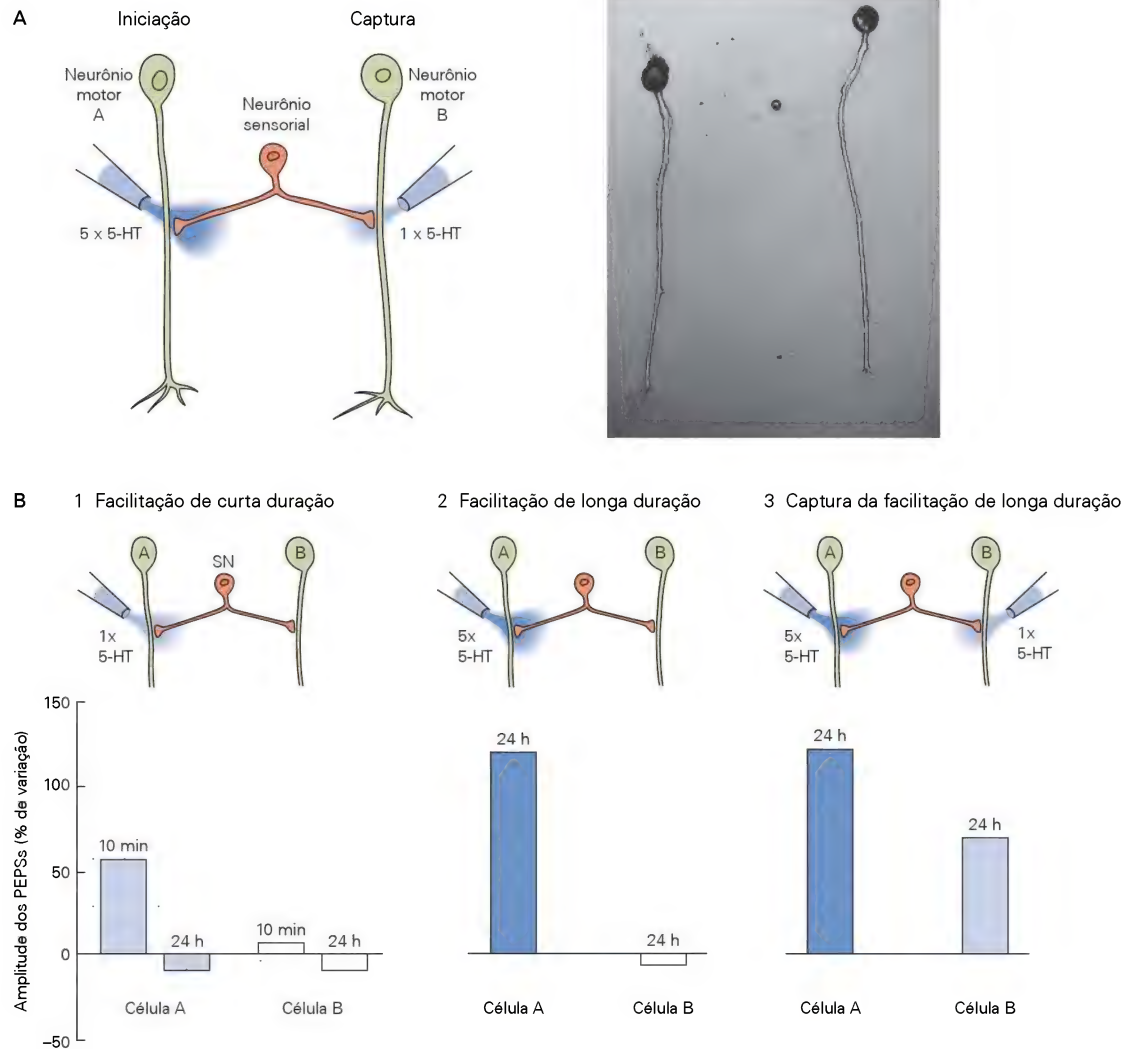 A
Iniciação
Captura
Neurônio
motor
A
Neurônio
sensorial
Neurônio
motor
B
5 x 5-HT
1 x 5-HT
B
1 Facilitação de curta duração
A
SN
B
1x
5-HT
2 Facilitação de longa duração
A
B
5x
5-HT
3 Captura da facilitação de longa duração
A
B
5x
5-HT
1x
5-HT
Amplitude dos PEPSs (% de variação)
150
100
50
0
–50
10 min
24 h
10 min
24 h
Célula A
Célula B
24 h
24 h
Célula A
Célula B
24 h
24 h
Célula A
Célula B